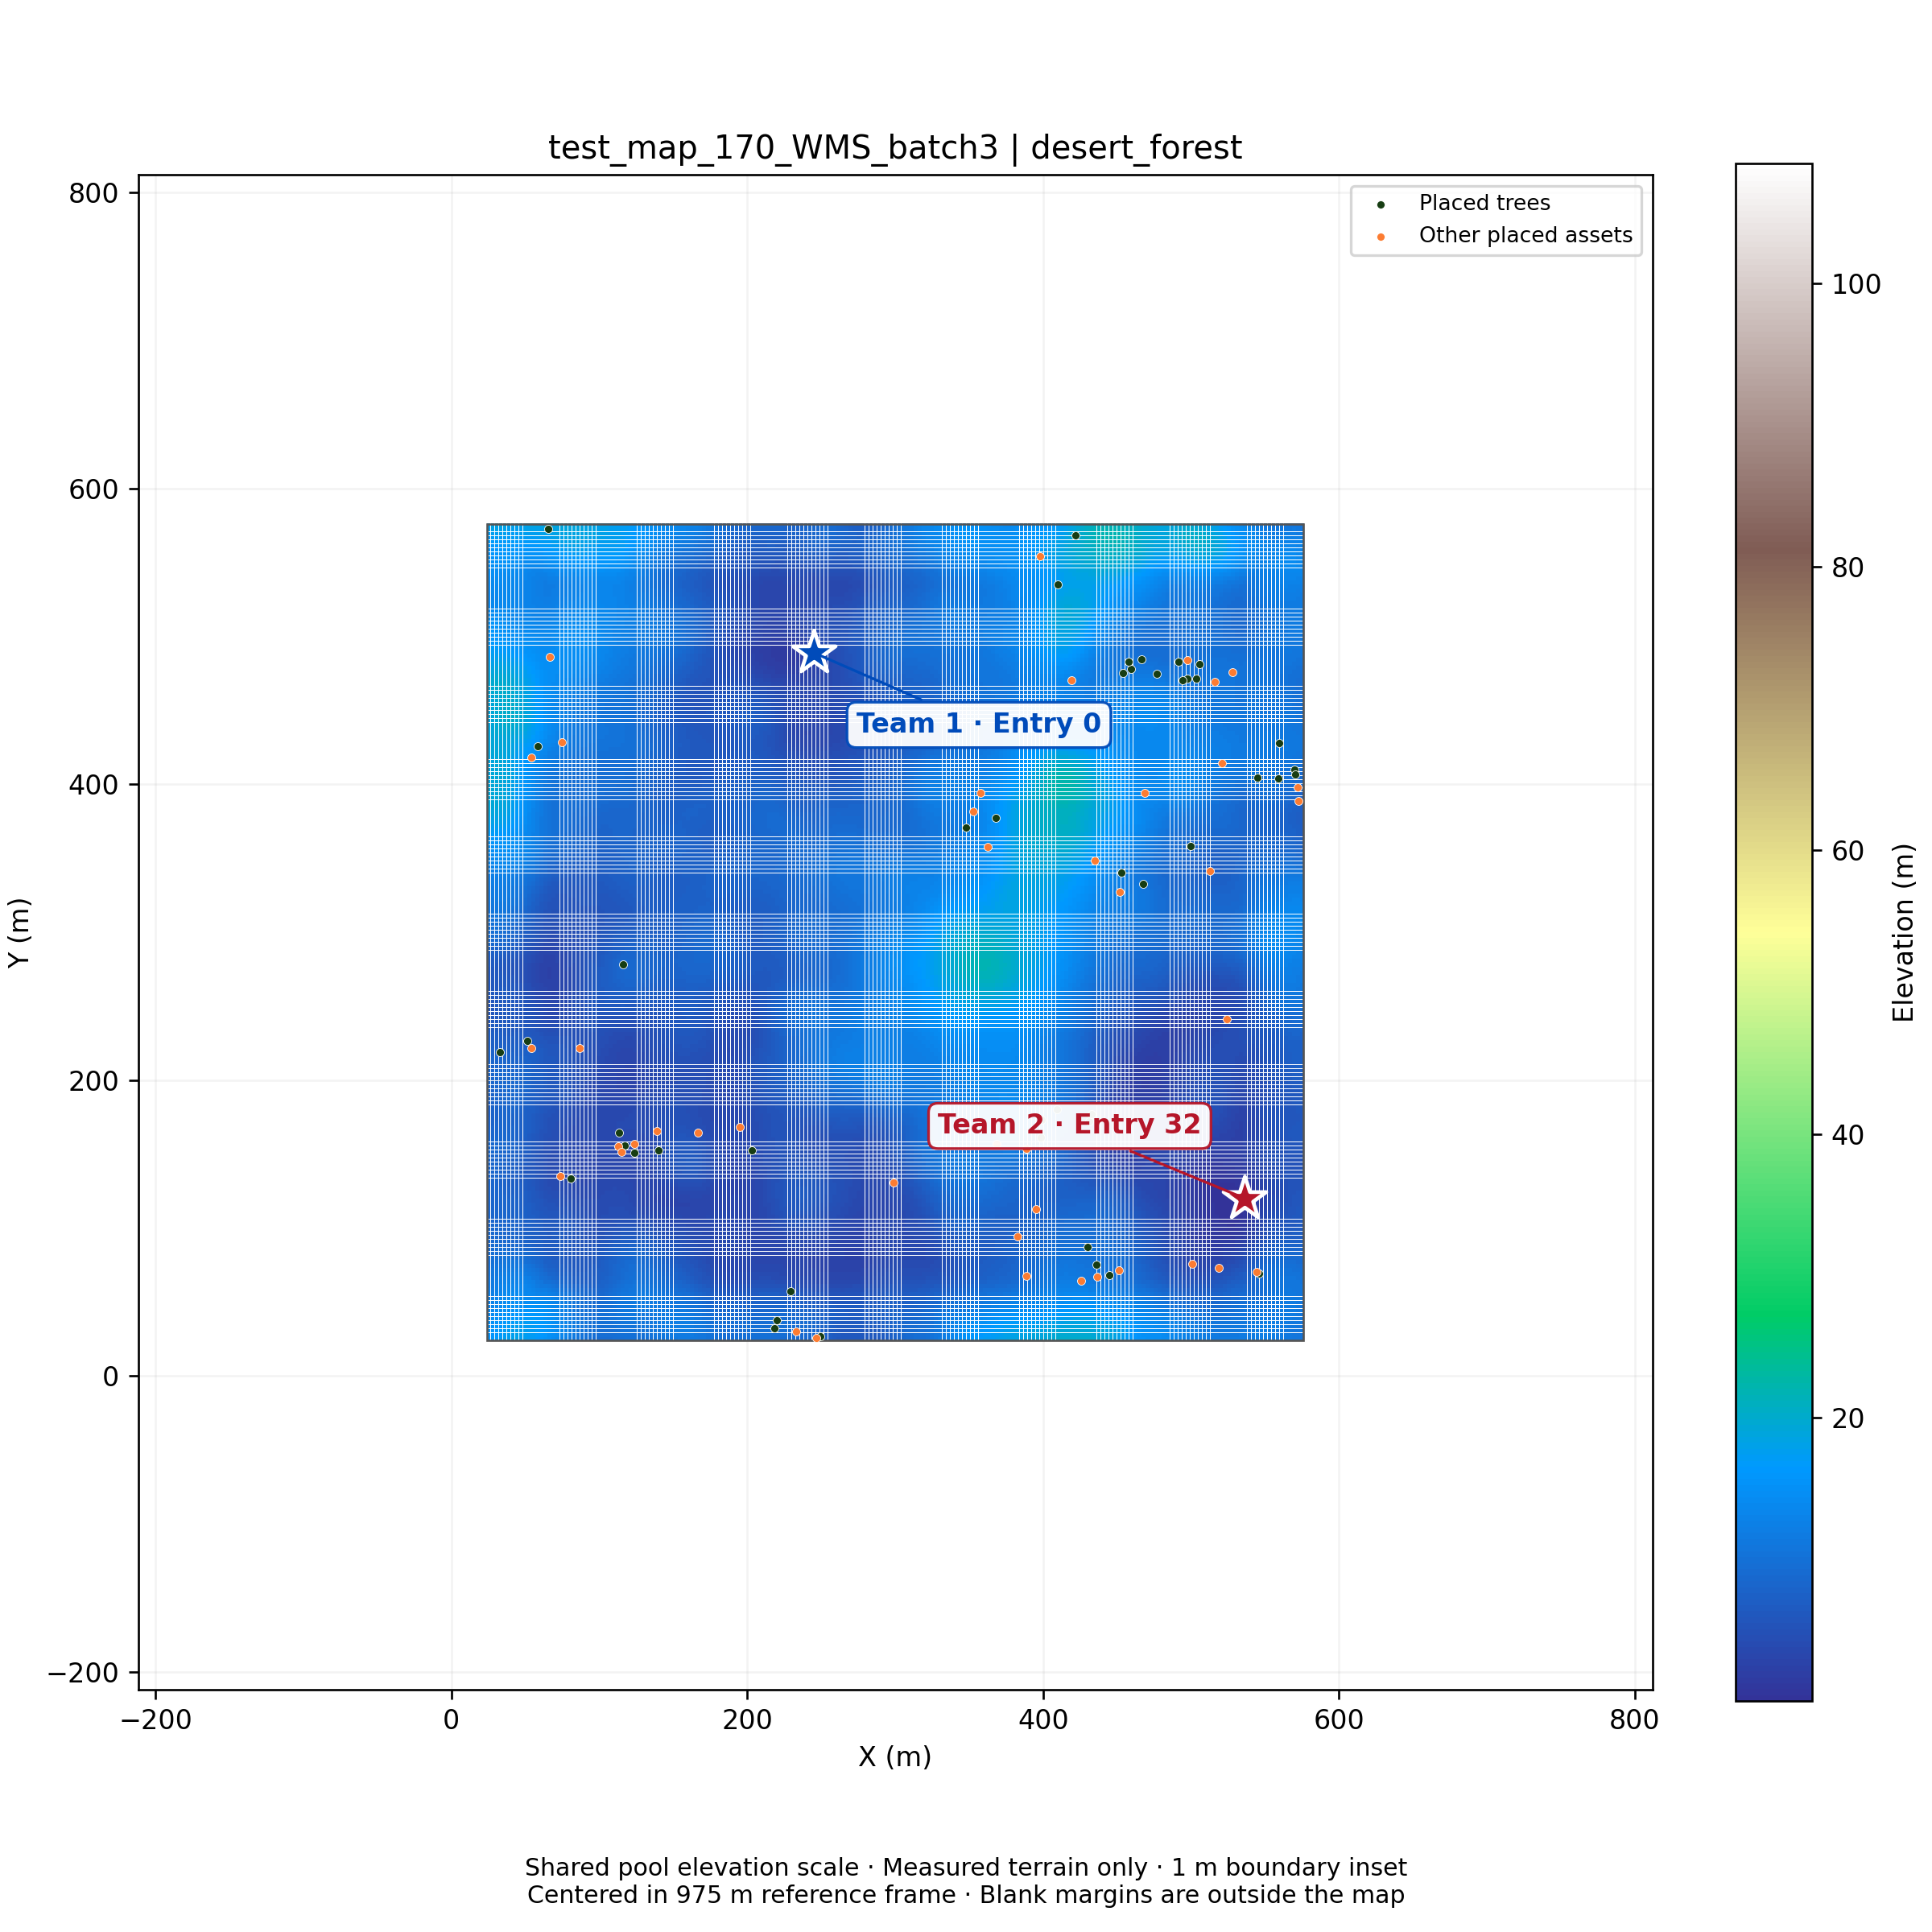 test_map_170_WMS_batch3 | desert_forest
Placed trees
Other placed assets
800
600
400
200
0
−200
Y (m)
Team 1 · Entry 0
Team 2 · Entry 32
−200
0
200
400
600
800
X (m)
100
80
60
40
20
Elevation (m)
Shared pool elevation scale · Measured terrain only · 1 m boundary inset
Centered in 975 m reference frame · Blank margins are outside the map